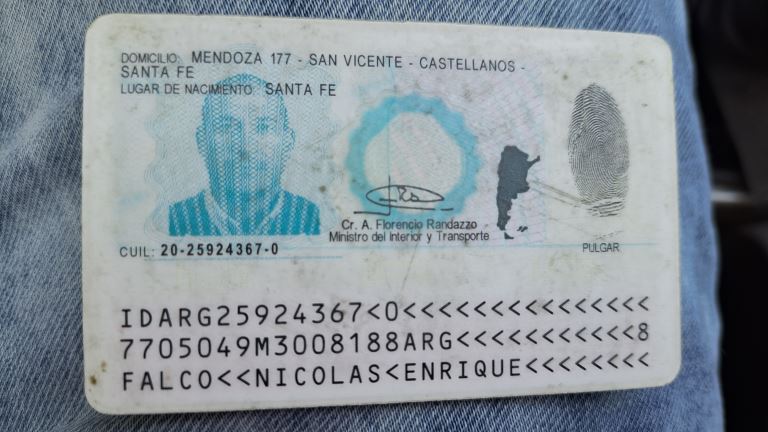 DOMICILIO: MENDOZA 177 - SAN VICENTE - CASTELLANOS -
SANTA FE
LUGAR DE NACIMIENTO: SANTA FE
Cr. A. Florencio Randazzo
Ministro del Interior y Transporte
PULGAR
CUIL: 20-25924367-0
IDARG25924367<0<<<<<<<<<<<<<<<
7705049M3008188ARG<<<<<<<<<<<8
FALCO<<NICOLAS<ENRIQUE<<<<<<<<